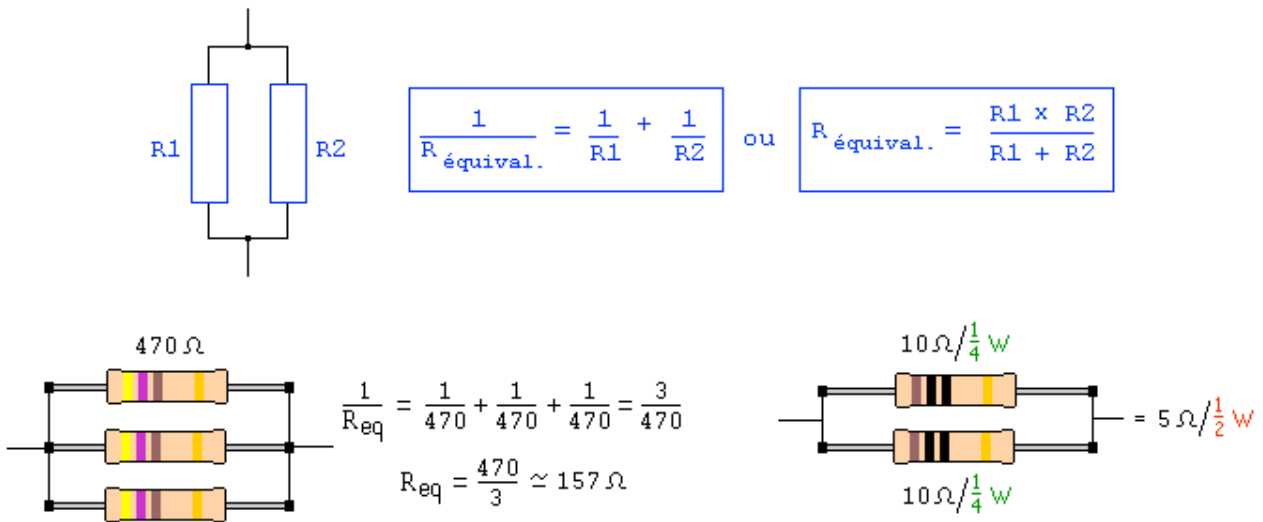 R1
R2
1/R équival. = 1/R1 + 1/R2
ou
R équival. = R1 x R2 / R1 + R2
470 Ω
1/Req = 1/470 + 1/470 + 1/470 = 3/470
Req = 470/3 ≃ 157 Ω
10 Ω/1/4 W
= 5 Ω/1/2 W
10 Ω/1/4 W